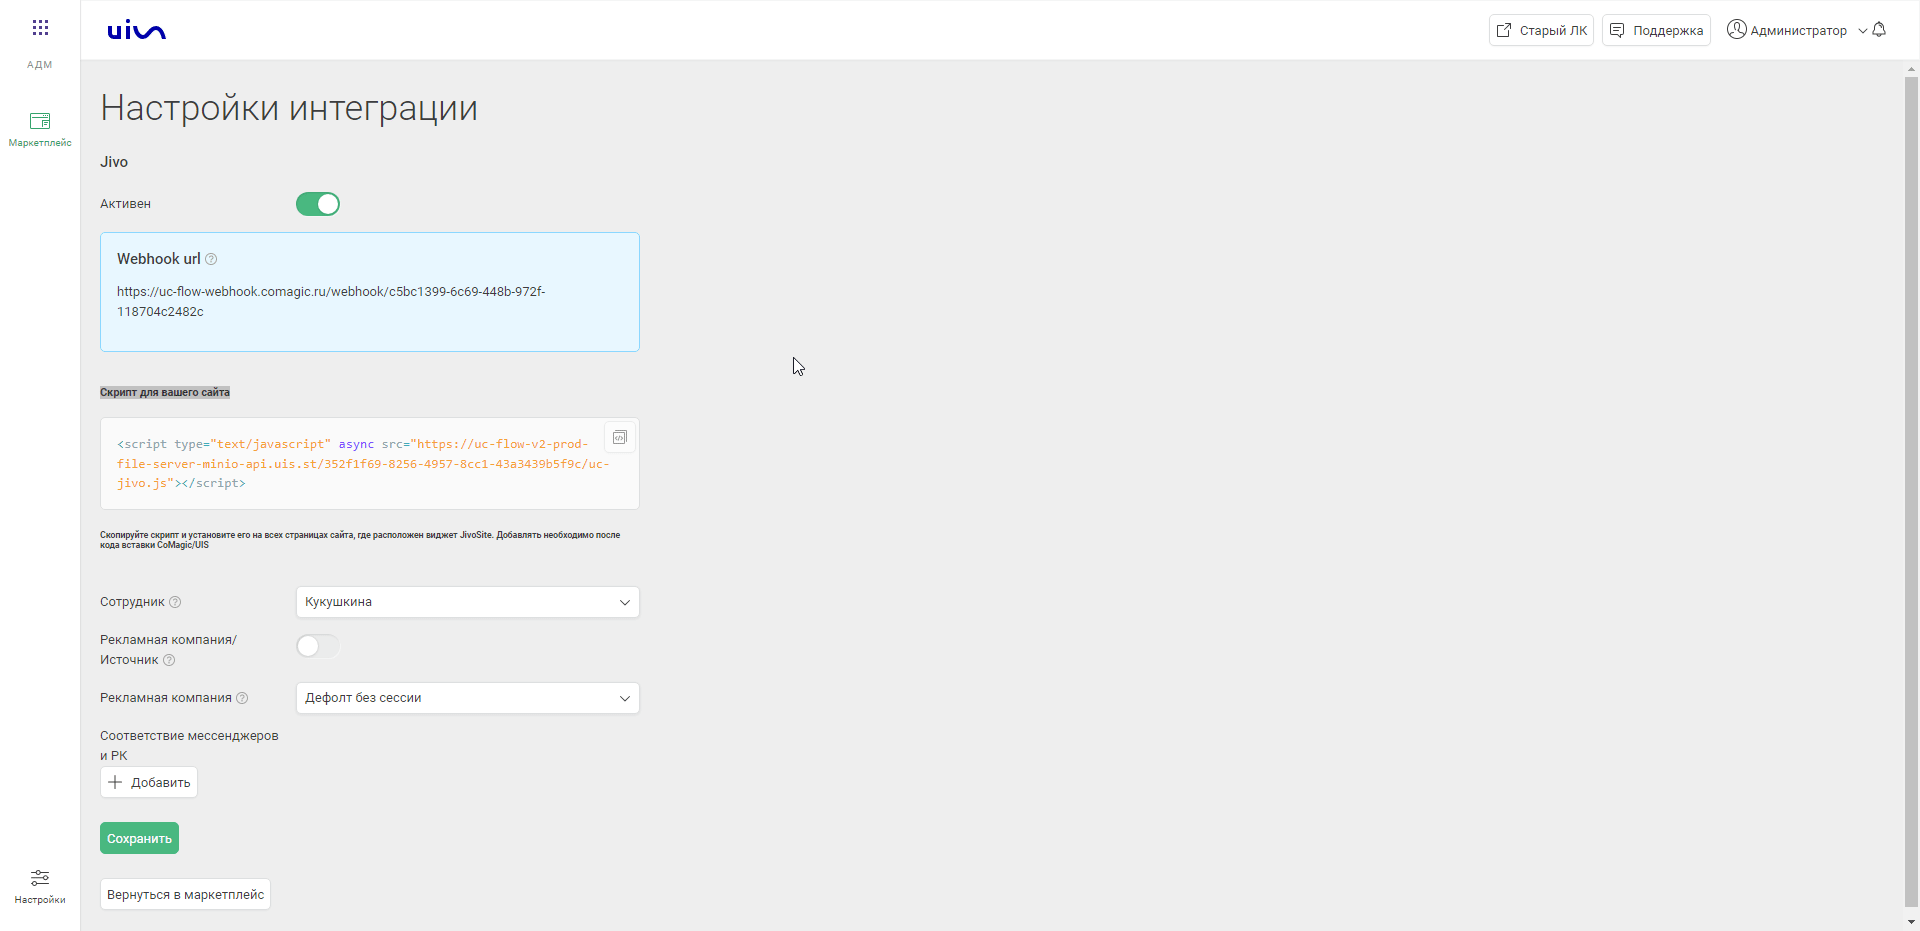 uis
Старый ЛК
Поддержка
Администратор
АДМ
Маркетплейс
Настройки интеграции
Jivo
Активен
Webhook url ?
https://uc-flow-webhook.comagic.ru/webhook/c5bc1399-6c69-448b-972f-
118704c2482c
Скрипт для вашего сайта
<script type="text/javascript" async src="https://uc-flow-v2-prod-
file-server-minio-api.uis.st/352f1f69-8256-4957-8cc1-43a3439b5f9c/uc-
jivo.js"></script>
Скопируйте скрипт и установите его на всех страницах сайта, где расположен виджет JivoSite. Добавлять необходимо после
кода вставки CoMagic/UIS
Сотрудник ?
Кукушкина
Рекламная компания/
Источник ?
Рекламная компания ?
Дефолт без сессии
Соответствие мессенджеров
и РК
Добавить
Сохранить
Вернуться в маркетплейс
Настройки